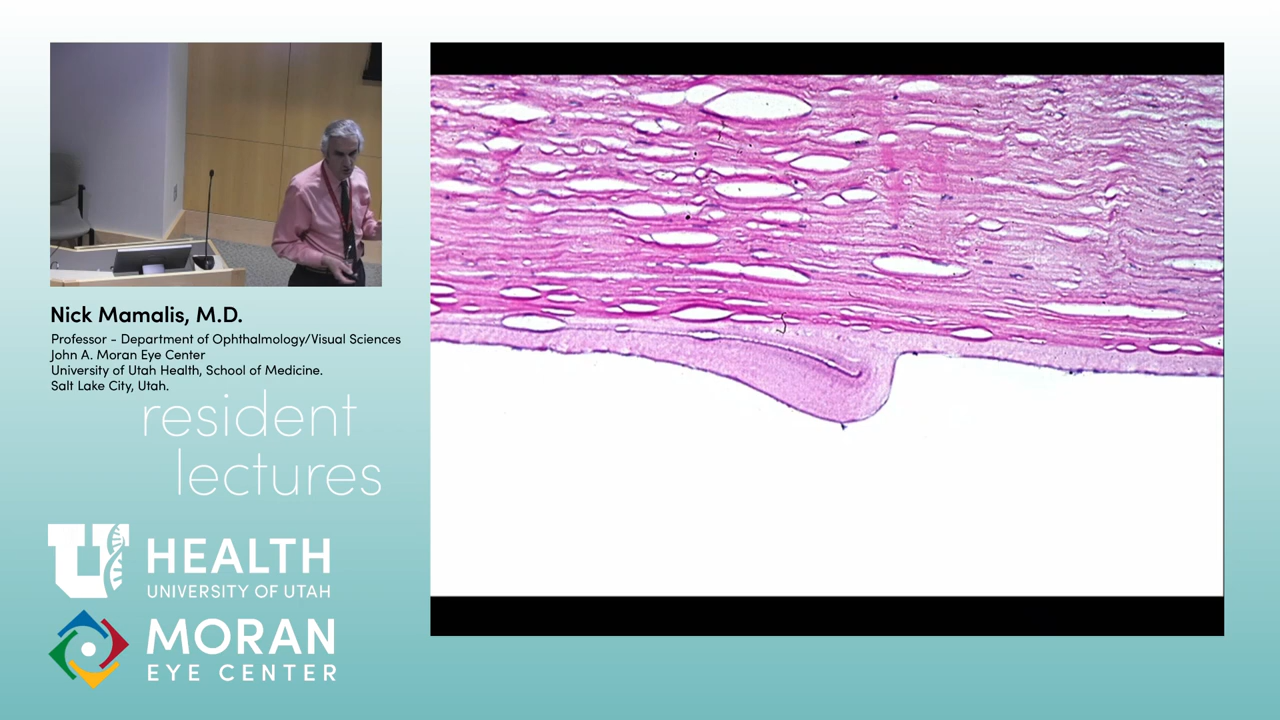 Nick Mamalis, M.D.
Professor - Department of Ophthalmology/Visual Sciences
John A. Moran Eye Center
University of Utah Health, School of Medicine.
Salt Lake City, Utah.
resident
lectures
U HEALTH
UNIVERSITY OF UTAH
MORAN
EYE CENTER